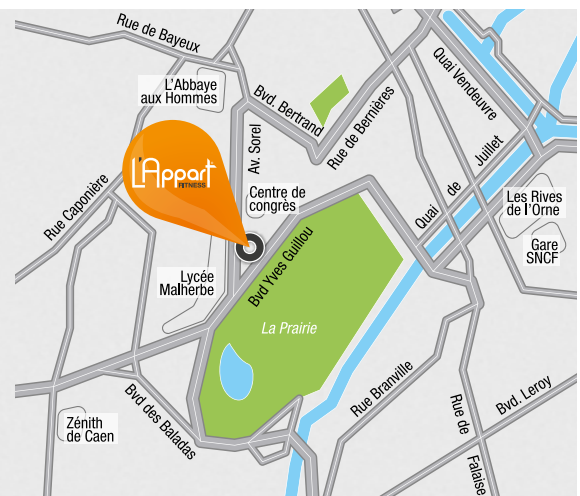 Rue de Bayeux
L'Abbaye
aux Hommes
Bvd. Bertrand
Rue de Bernières
Quai Vendeuvre
Quai de Juillet
Av. Sorel
L'Appart
FITNESS
Centre de
congrès
Rue Caponière
Les Rives
de l'Orne
Gare
SNCF
Lycée
Malherbe
Bvd Yves Guillou
La Prairie
Zénith
de Caen
Bvd des Baladas
Rue Branville
Rue de Falaise
Bvd. Leroy